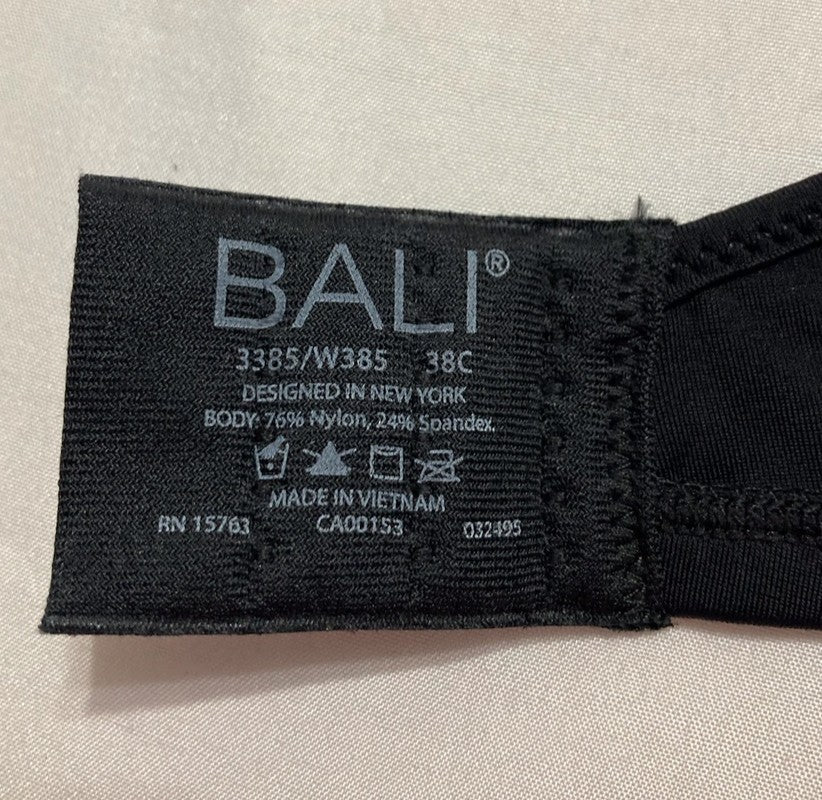 BALI®
3385/W385 38C
DESIGNED IN NEW YORK
BODY: 76% Nylon, 24% Spandex.
MADE IN VIETNAM
RN 15763 CA00153 032495